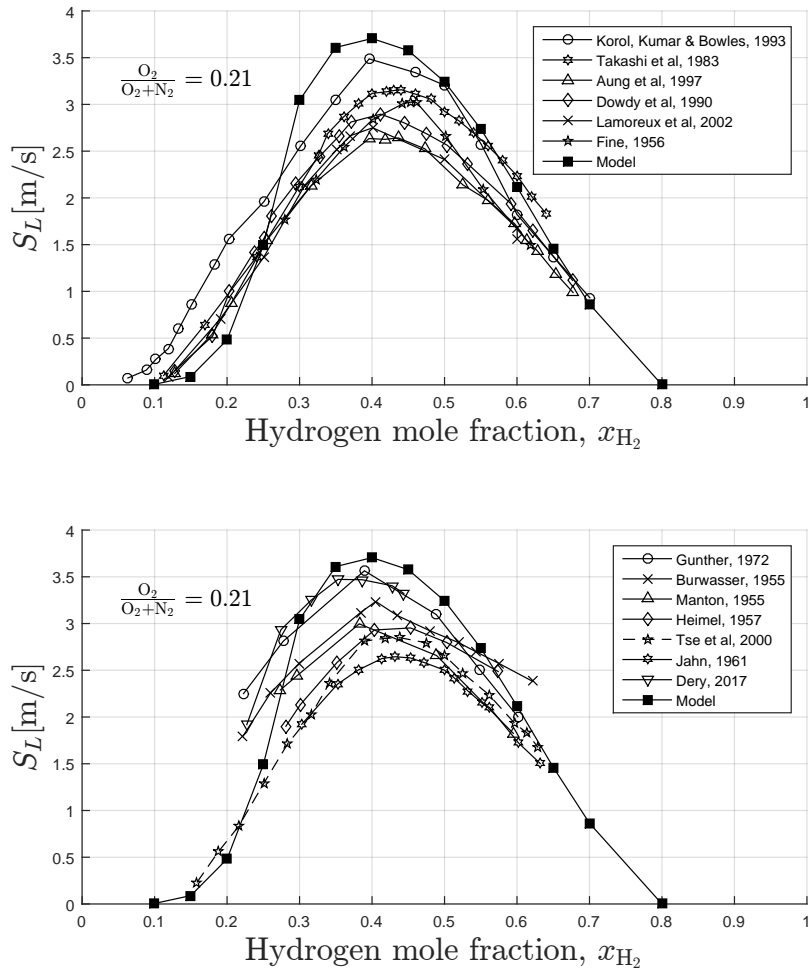 4
3.5
3
2.5
2
1.5
1
0.5
0
S_L [m/s]
O₂ / (O₂+N₂) = 0.21
Korol, Kumar & Bowles, 1993
Takashi et al, 1983
Aung et al, 1997
Dowdy et al, 1990
Lamoreux et al, 2002
Fine, 1956
Model
0 0.1 0.2 0.3 0.4 0.5 0.6 0.7 0.8 0.9 1
Hydrogen mole fraction, x_H₂
4
3.5
3
2.5
2
1.5
1
0.5
0
S_L [m/s]
O₂ / (O₂+N₂) = 0.21
Gunther, 1972
Burwasser, 1955
Manton, 1955
Heimel, 1957
Tse et al, 2000
Jahn, 1961
Dery, 2017
Model
0 0.1 0.2 0.3 0.4 0.5 0.6 0.7 0.8 0.9 1
Hydrogen mole fraction, x_H₂